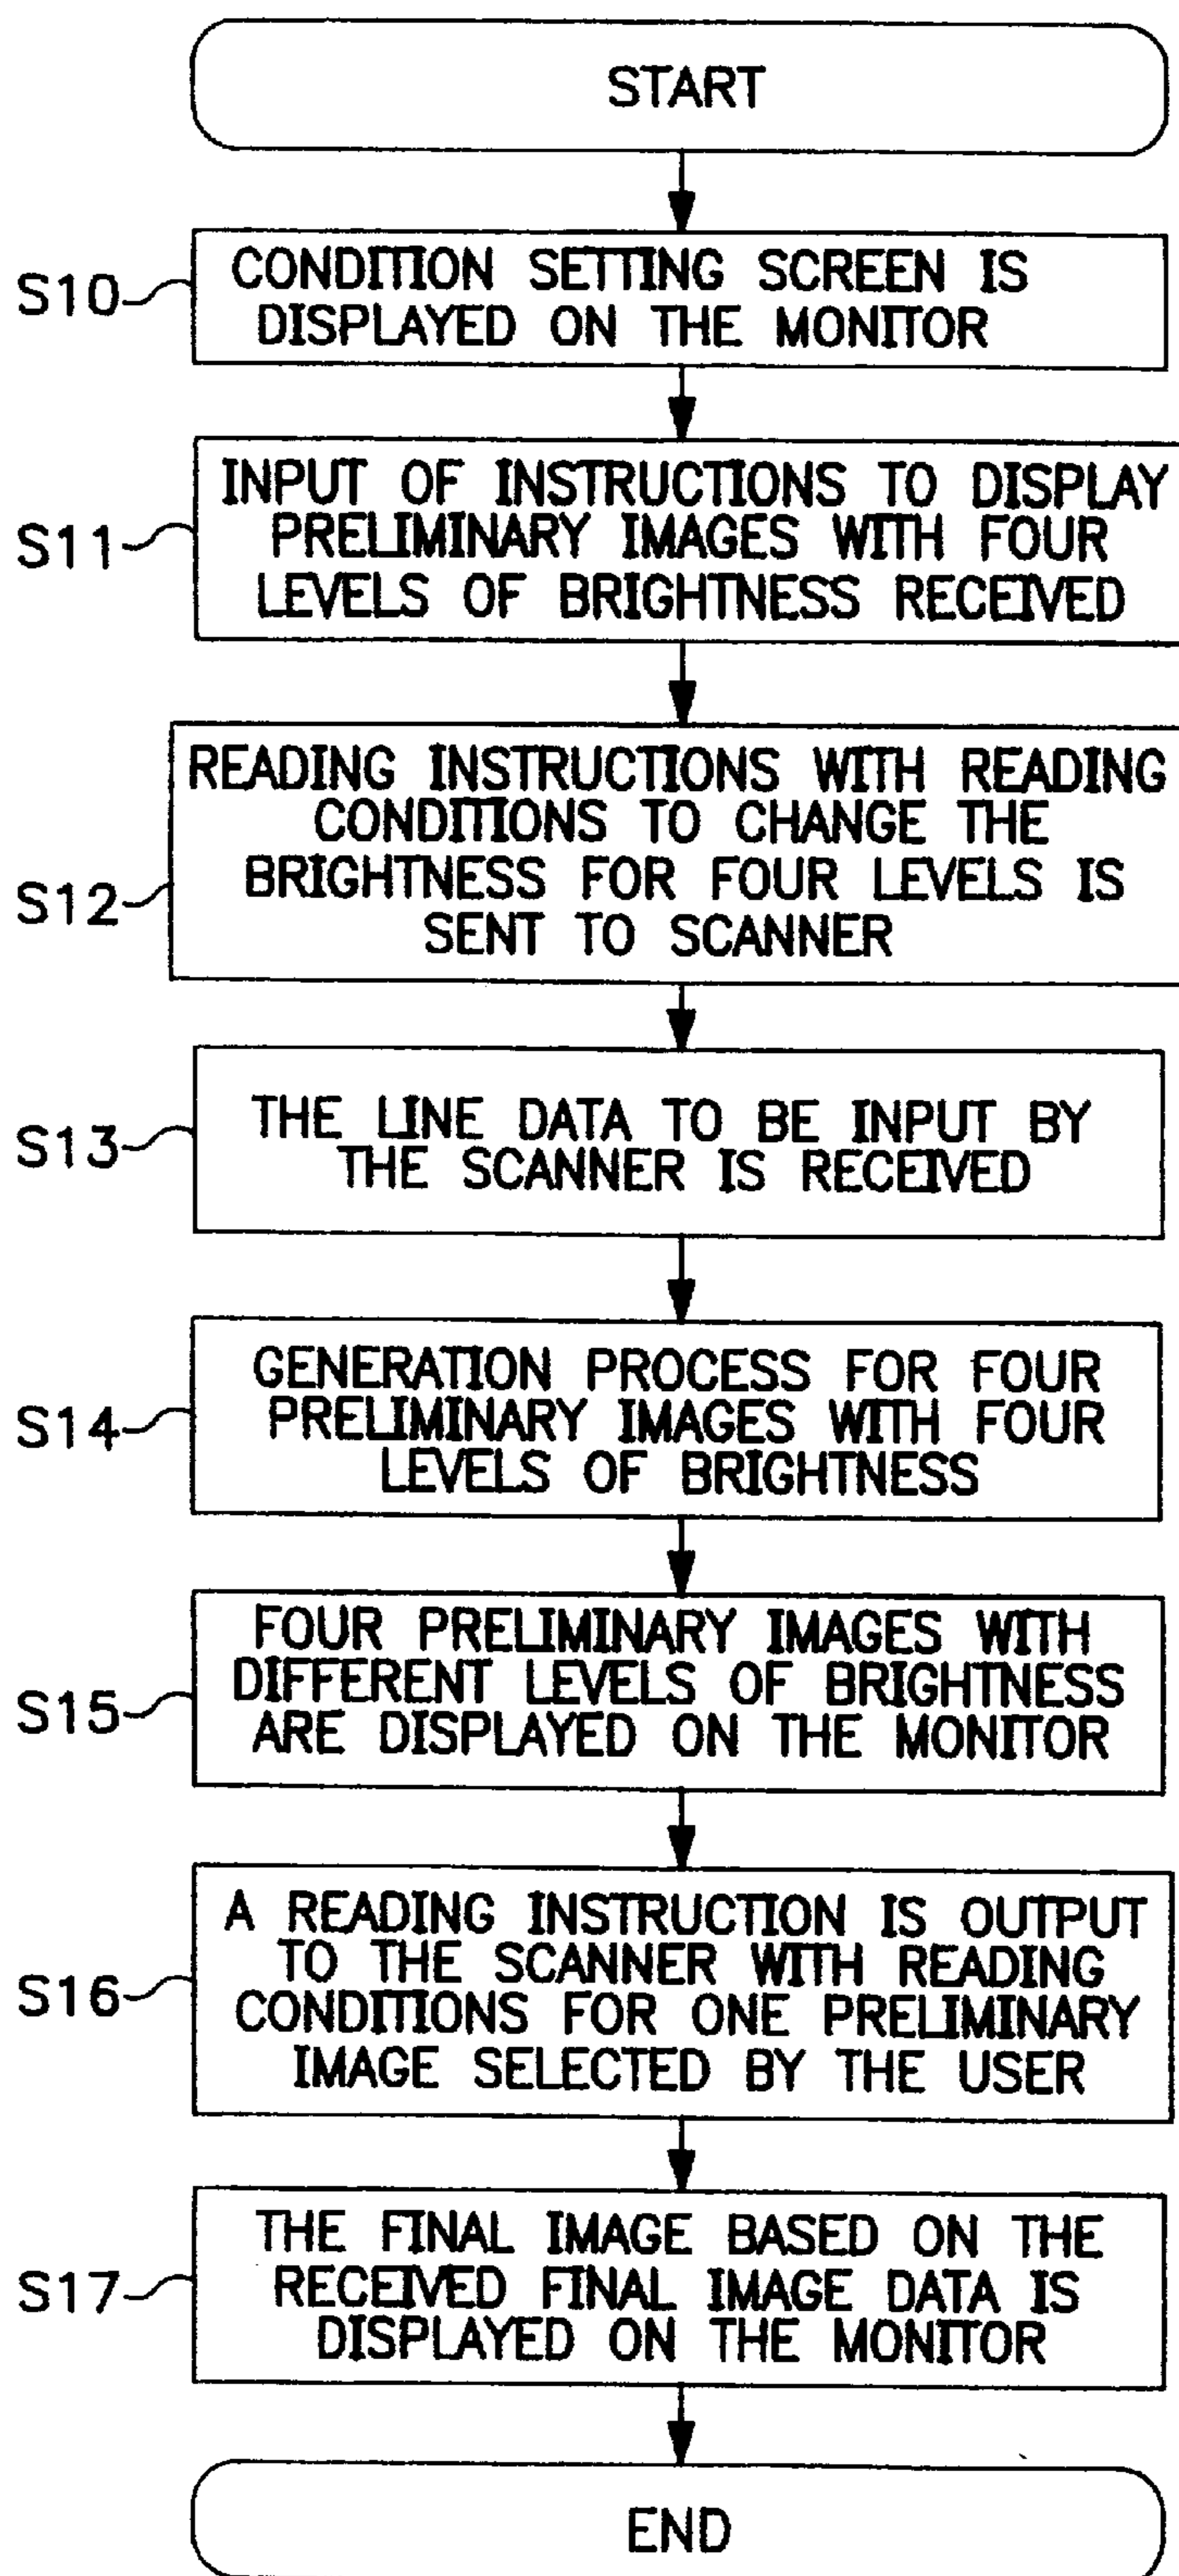 START
S10
CONDITION SETTING SCREEN IS
DISPLAYED ON THE MONITOR
S11
INPUT OF INSTRUCTIONS TO DISPLAY
PRELIMINARY IMAGES WITH FOUR
LEVELS OF BRIGHTNESS RECEIVED
S12
READING INSTRUCTIONS WITH READING
CONDITIONS TO CHANGE THE
BRIGHTNESS FOR FOUR LEVELS IS
SENT TO SCANNER
S13
THE LINE DATA TO BE INPUT BY
THE SCANNER IS RECEIVED
S14
GENERATION PROCESS FOR FOUR
PRELIMINARY IMAGES WITH FOUR
LEVELS OF BRIGHTNESS
S15
FOUR PRELIMINARY IMAGES WITH
DIFFERENT LEVELS OF BRIGHTNESS
ARE DISPLAYED ON THE MONITOR
S16
A READING INSTRUCTION IS OUTPUT
TO THE SCANNER WITH READING
CONDITIONS FOR ONE PRELIMINARY
IMAGE SELECTED BY THE USER
S17
THE FINAL IMAGE BASED ON THE
RECEIVED FINAL IMAGE DATA IS
DISPLAYED ON THE MONITOR
END